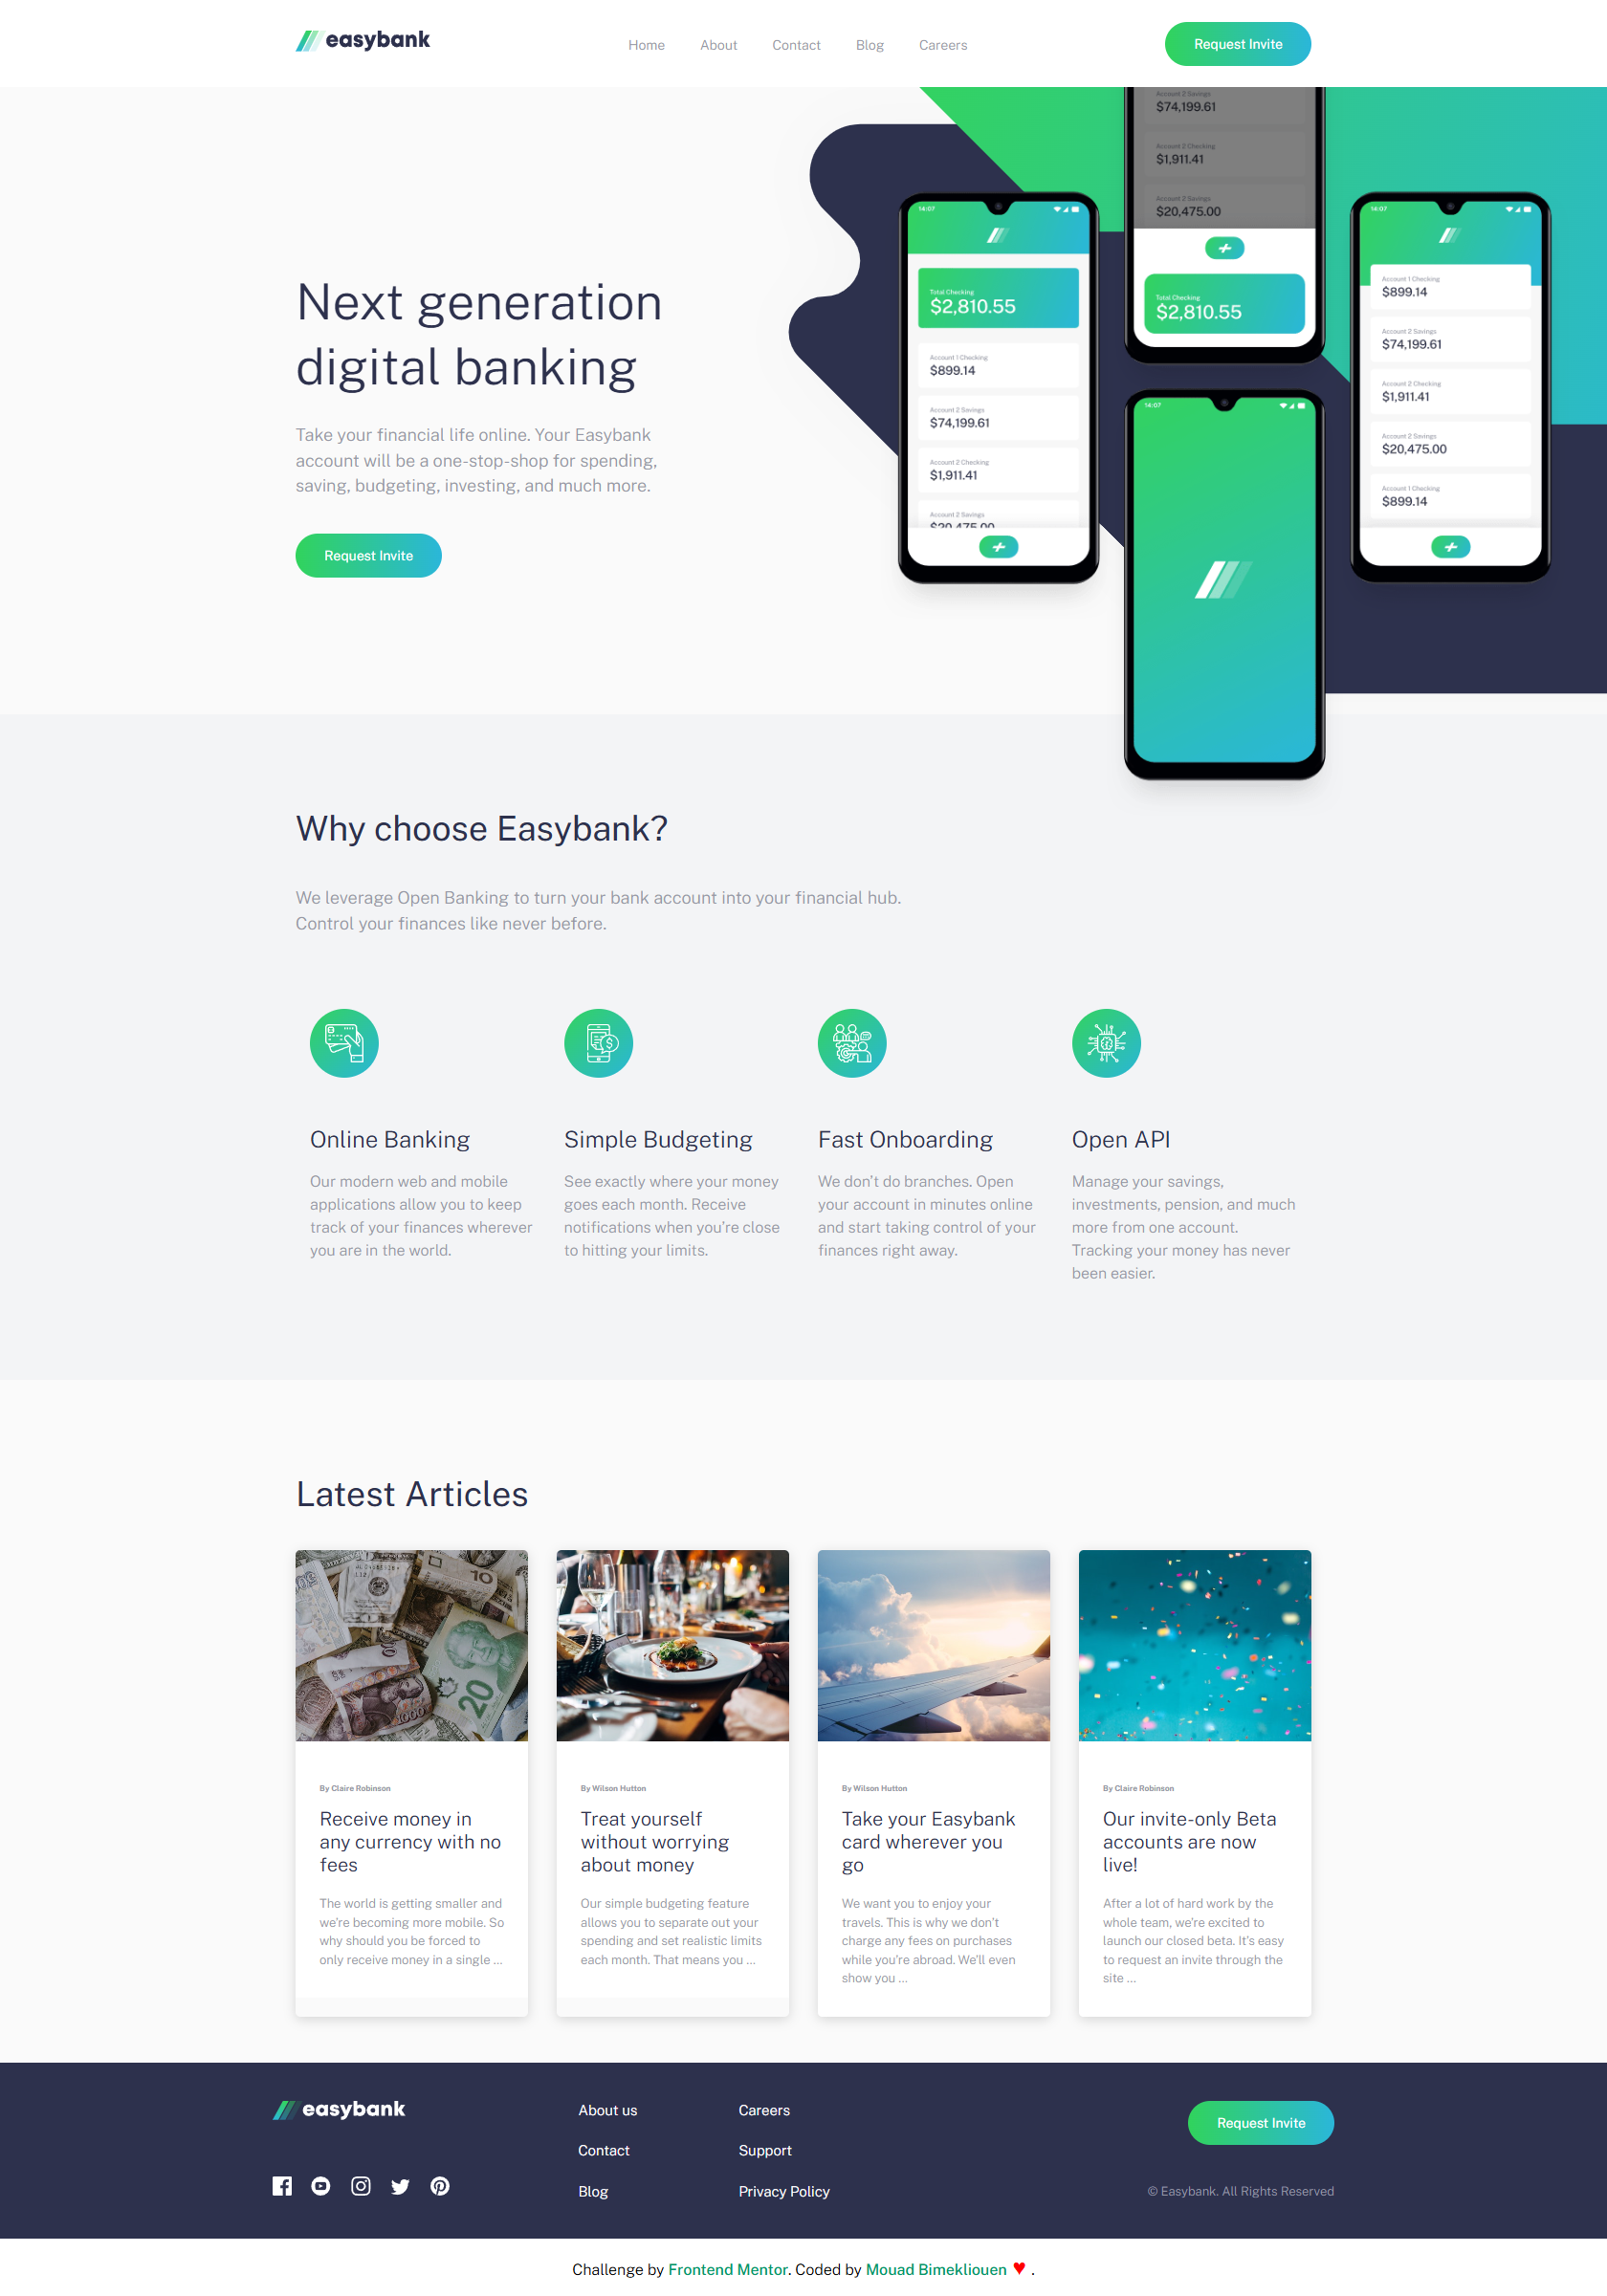 easybank
Home
About
Contact
Blog
Careers
Request Invite
Next generation
digital banking
Take your financial life online. Your Easybank
account will be a one-stop-shop for spending,
saving, budgeting, investing, and much more.
Request Invite
14:07
Total Checking
$2,810.55
Account 1 Checking
$899.14
Account 2 Savings
$74,199.61
Account 2 Checking
$1,911.41
Account 2 Savings
$20,475.00
Account 2 Savings
$74,199.61
Account 2 Checking
$1,911.41
Account 2 Savings
$20,475.00
Total Checking
$2,810.55
14:07
14:07
Account 1 Checking
$899.14
Account 2 Savings
$74,199.61
Account 2 Checking
$1,911.41
Account 2 Savings
$20,475.00
Account 1 Checking
$899.14
Why choose Easybank?
We leverage Open Banking to turn your bank account into your financial hub.
Control your finances like never before.
Online Banking
Our modern web and mobile
applications allow you to keep
track of your finances wherever
you are in the world.
Simple Budgeting
See exactly where your money
goes each month. Receive
notifications when you're close
to hitting your limits.
Fast Onboarding
We don't do branches. Open
your account in minutes online
and start taking control of your
finances right away.
Open API
Manage your savings,
investments, pension, and much
more from one account.
Tracking your money has never
been easier.
Latest Articles
10
20
1000
By Claire Robinson
Receive money in
any currency with no
fees
The world is getting smaller and
we're becoming more mobile. So
why should you be forced to
only receive money in a single ...
By Wilson Hutton
Treat yourself
without worrying
about money
Our simple budgeting feature
allows you to separate out your
spending and set realistic limits
each month. That means you ...
By Wilson Hutton
Take your Easybank
card wherever you
go
We want you to enjoy your
travels. This is why we don't
charge any fees on purchases
while you're abroad. We'll even
show you ...
By Claire Robinson
Our invite-only Beta
accounts are now
live!
After a lot of hard work by the
whole team, we're excited to
launch our closed beta. It's easy
to request an invite through the
site ...
easybank
About us
Contact
Blog
Careers
Support
Privacy Policy
Request Invite
© Easybank. All Rights Reserved
Challenge by Frontend Mentor. Coded by Mouad Bimekliouen ♥ .